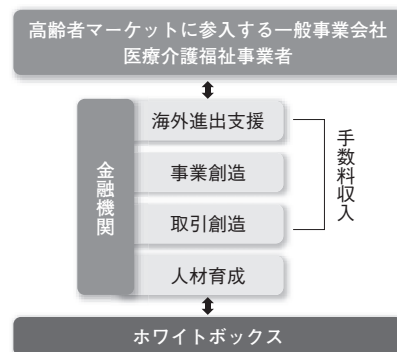 高齢者マーケットに参入する一般事業会社
医療介護福祉事業者
金融機関
海外進出支援
事業創造
取引創造
人材育成
手数料収入
ホワイトボックス